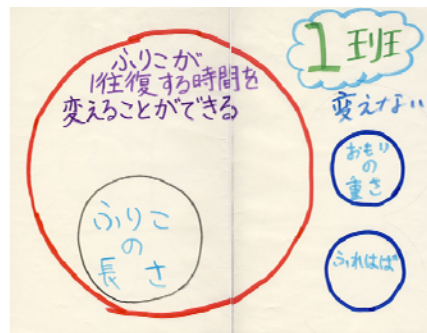 ふりこが
1往復する時間を
変えることができる
ふりこ
の
長さ
1班
変えない
おもり
の
重さ
ふれはば